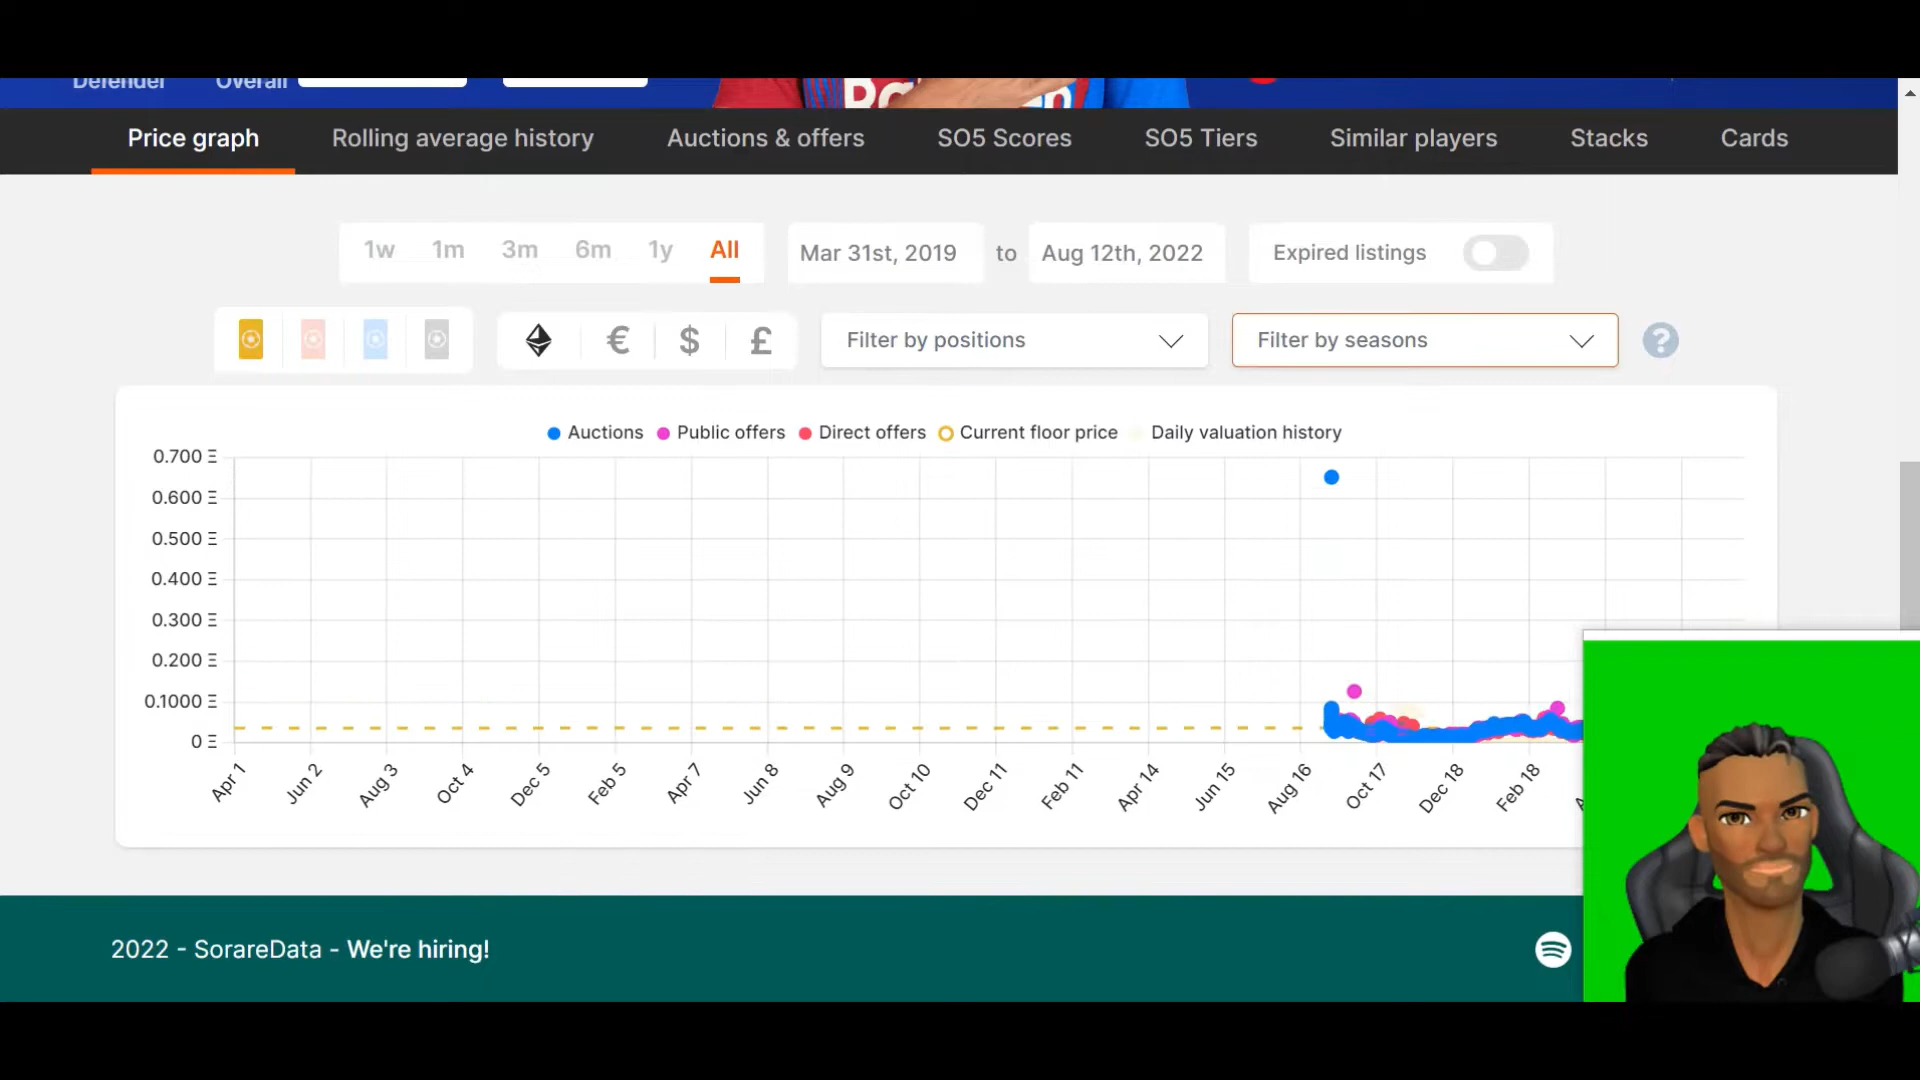 Defender Overall
Price graph Rolling average history Auctions & offers SO5 Scores SO5 Tiers Similar players Stacks Cards
1w 1m 3m 6m 1y All Mar 31st, 2019 to Aug 12th, 2022 Expired listings
€ $ £ Filter by positions Filter by seasons ?
Auctions Public offers Direct offers Current floor price Daily valuation history
0.700 Ξ
0.600 Ξ
0.500 Ξ
0.400 Ξ
0.300 Ξ
0.200 Ξ
0.1000 Ξ
0 Ξ
Apr 1 Jun 2 Aug 3 Oct 4 Dec 5 Feb 5 Apr 7 Jun 8 Aug 9 Oct 10 Dec 11 Feb 11 Apr 14 Jun 15 Aug 16 Oct 17 Dec 18 Feb 18
2022 - SorareData - We're hiring!